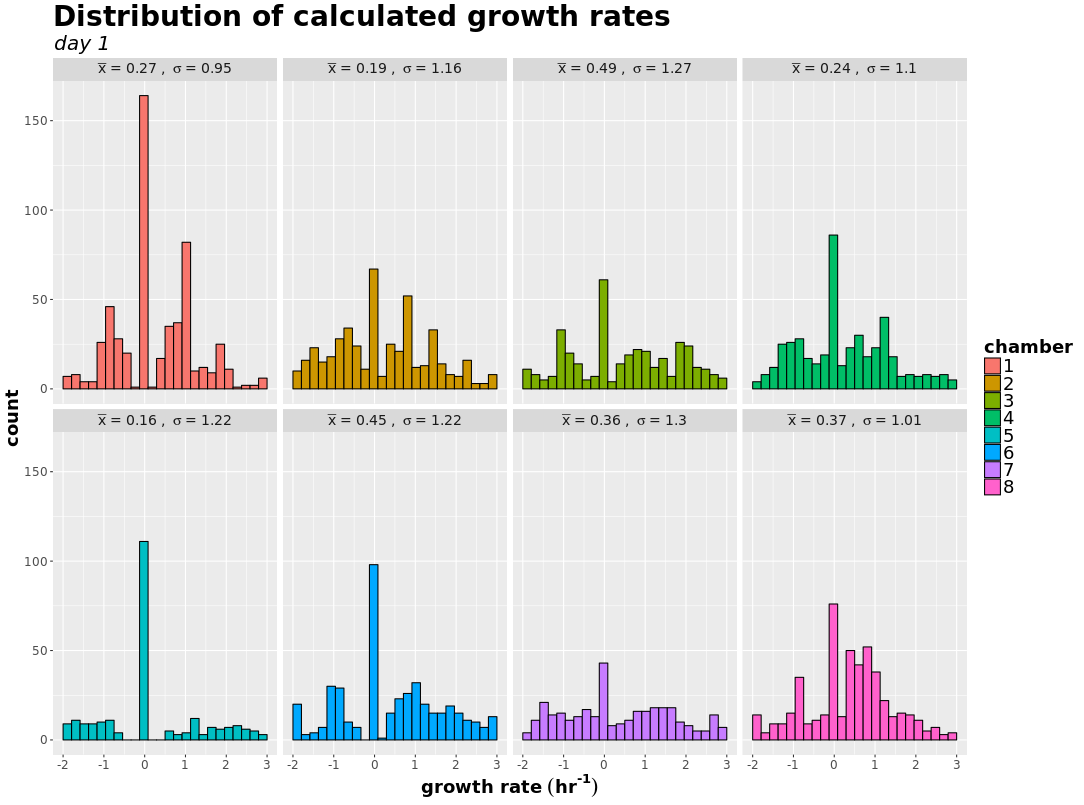 Distribution of calculated growth rates
day 1
x̅ = 0.27 , σ = 0.95
x̅ = 0.19 , σ = 1.16
x̅ = 0.49 , σ = 1.27
x̅ = 0.24 , σ = 1.1
150
100
50
0
x̅ = 0.16 , σ = 1.22
x̅ = 0.45 , σ = 1.22
x̅ = 0.36 , σ = 1.3
x̅ = 0.37 , σ = 1.01
150
100
50
0
-2 -1 0 1 2 3
-2 -1 0 1 2 3
-2 -1 0 1 2 3
-2 -1 0 1 2 3
growth rate (hr⁻¹)
count
chamber
1
2
3
4
5
6
7
8